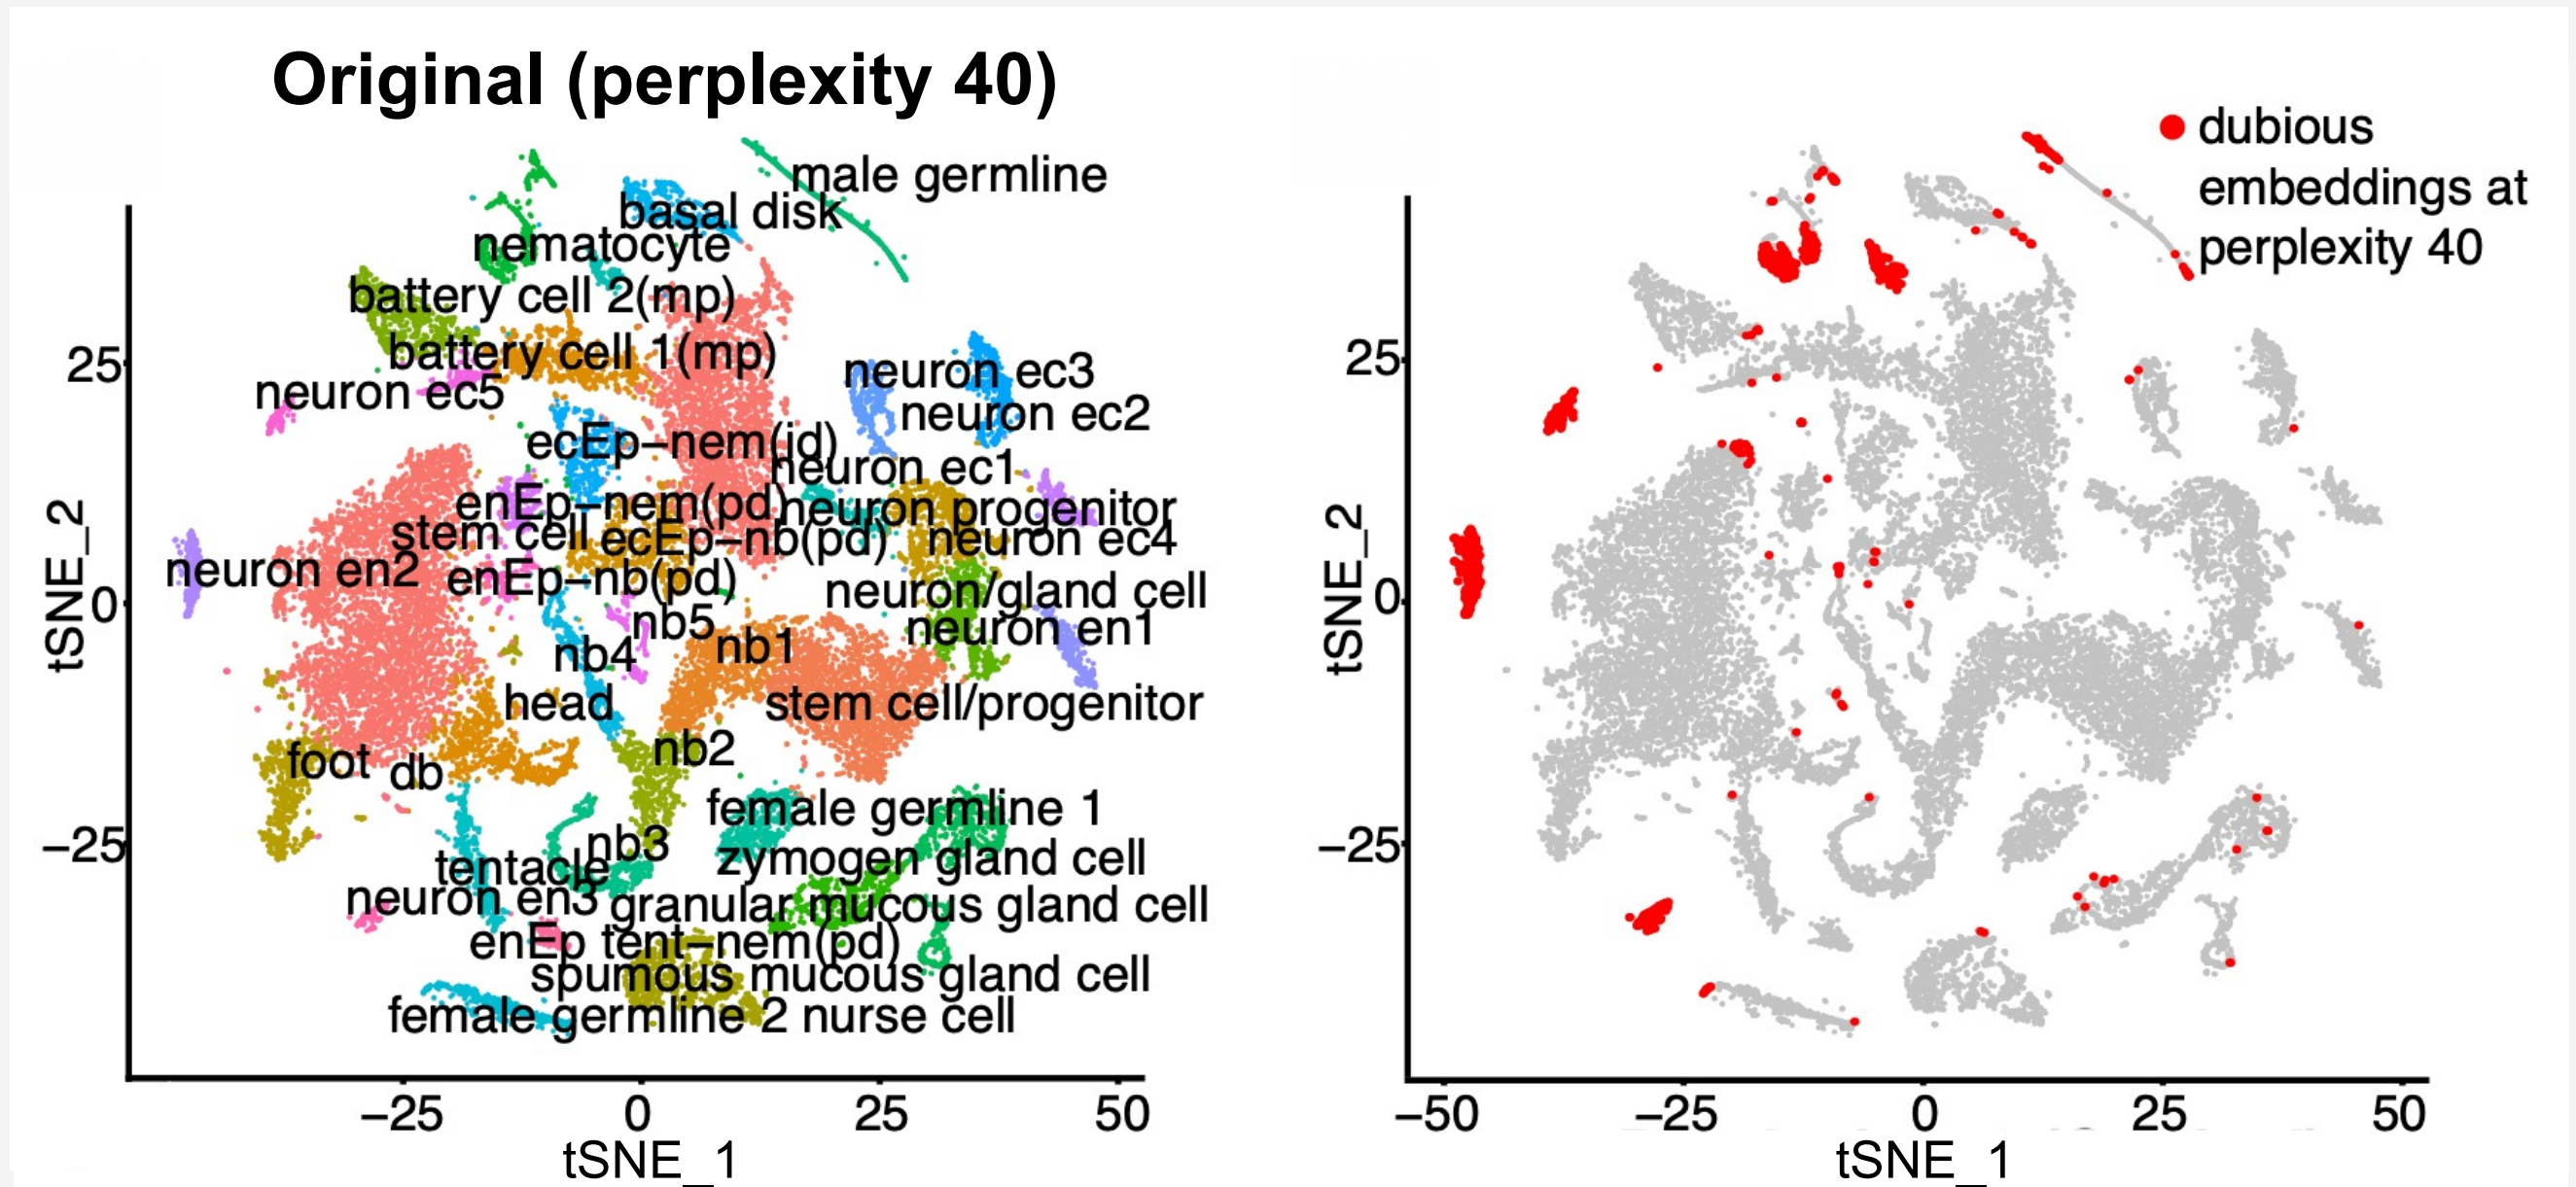 Original (perplexity 40)
male germline
basal disk
nematocyte
battery cell 2(mp)
battery cell 1(mp)
neuron ec5
neuron ec3
neuron ec2
ecEp–nem(id)
neuron ec1
enEp–nem(pd)
neuron progenitor
stem cell
ecEp–nb(pd)
neuron ec4
neuron en2
enEp–nb(pd)
neuron/gland cell
nb5
neuron en1
nb4
nb1
head
stem cell/progenitor
nb2
foot
db
female germline 1
nb3
zymogen gland cell
tentacle
neuron en3
granular mucous gland cell
enEp tent–nem(pd)
spumous mucous gland cell
female germline 2 nurse cell
25
0
−25
tSNE_2
−25
0
25
50
tSNE_1
dubious
embeddings at
perplexity 40
25
0
−25
tSNE_2
−50
−25
0
25
50
tSNE_1